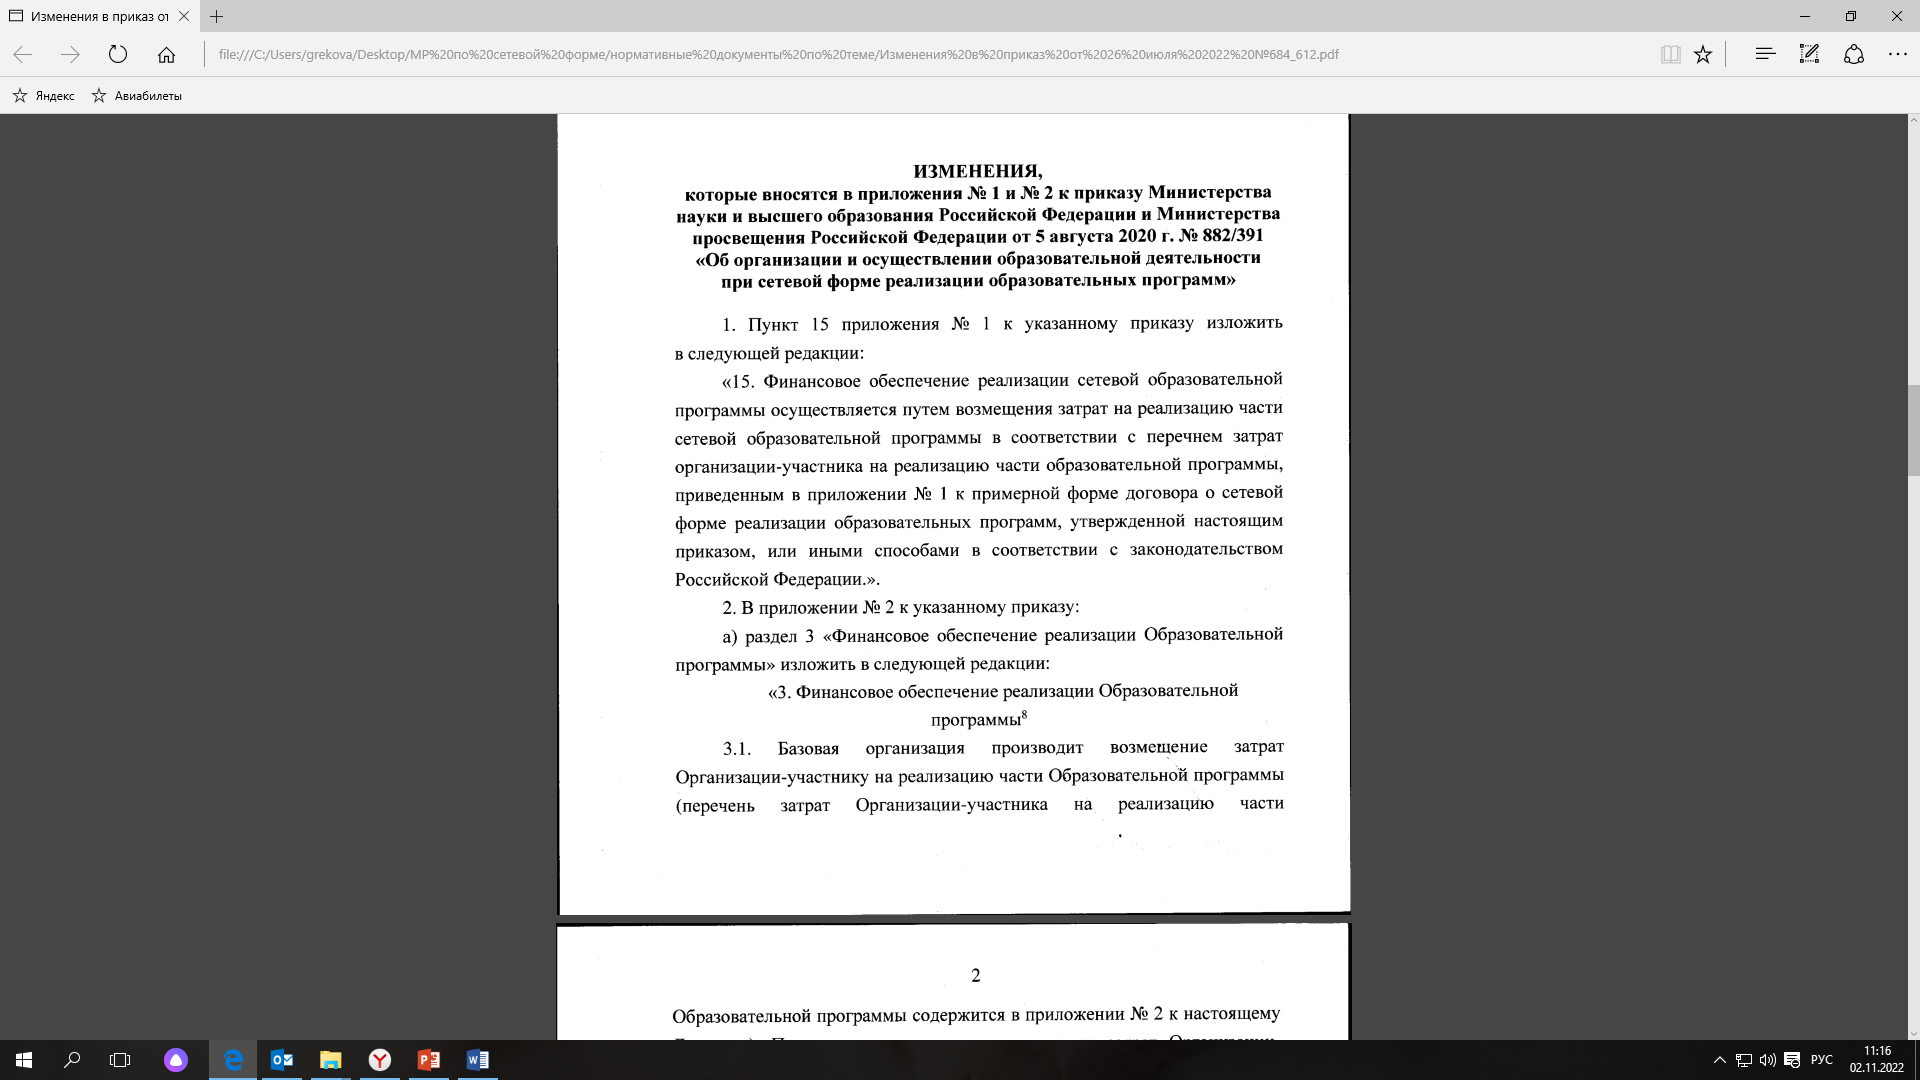 Изменения в приказ от
file:///C:/Users/grekova/Desktop/МР%20по%20сетевой%20форме/нормативные%20документы%20по%20теме/Изменения%20в%20приказ%20от%2026%20июля%202022%20№684_612.pdf
Яндекс
Авиабилеты
ИЗМЕНЕНИЯ,
которые вносятся в приложения № 1 и № 2 к приказу Министерства
науки и высшего образования Российской Федерации и Министерства
просвещения Российской Федерации от 5 августа 2020 г. № 882/391
«Об организации и осуществлении образовательной деятельности
при сетевой форме реализации образовательных программ»
1. Пункт 15 приложения № 1 к указанному приказу изложить
в следующей редакции:
«15. Финансовое обеспечение реализации сетевой образовательной
программы осуществляется путем возмещения затрат на реализацию части
сетевой образовательной программы в соответствии с перечнем затрат
организации-участника на реализацию части образовательной программы,
приведенным в приложении № 1 к примерной форме договора о сетевой
форме реализации образовательных программ, утвержденной настоящим
приказом, или иными способами в соответствии с законодательством
Российской Федерации.».
2. В приложении № 2 к указанному приказу:
а) раздел 3 «Финансовое обеспечение реализации Образовательной
программы» изложить в следующей редакции:
«3. Финансовое обеспечение реализации Образовательной
программы⁸
3.1. Базовая организация производит возмещение затрат
Организации-участнику на реализацию части Образовательной программы
(перечень затрат Организации-участника на реализацию части
2
Образовательной программы содержится в приложении № 2 к настоящему
РУС
11:16
02.11.2022